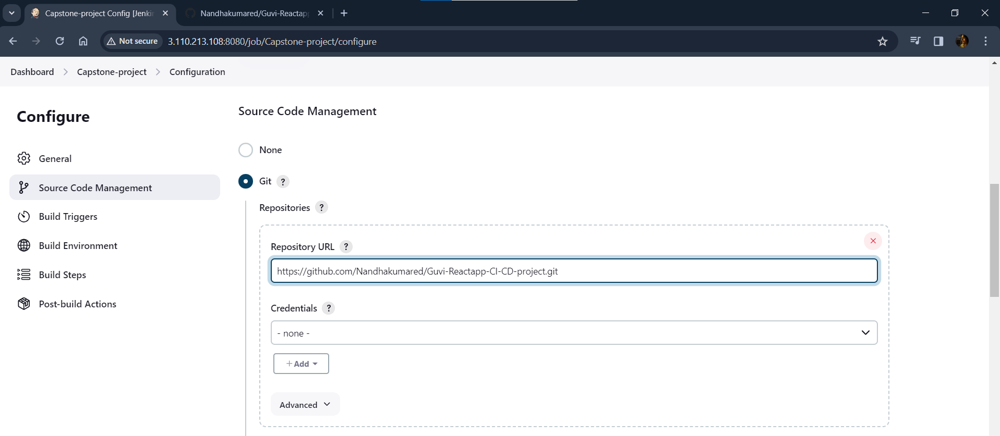 Capstone-project Config [Jenki
Nandhakumared/Guvi-Reactap
Not secure
3.110.213.108:8080/job/Capstone-project/configure
Dashboard > Capstone-project > Configuration
Configure
General
Source Code Management
Build Triggers
Build Environment
Build Steps
Post-build Actions
Source Code Management
None
Git ?
Repositories ?
Repository URL ?
https://github.com/Nandhakumared/Guvi-Reactapp-CI-CD-project.git
Credentials ?
- none -
+ Add
Advanced